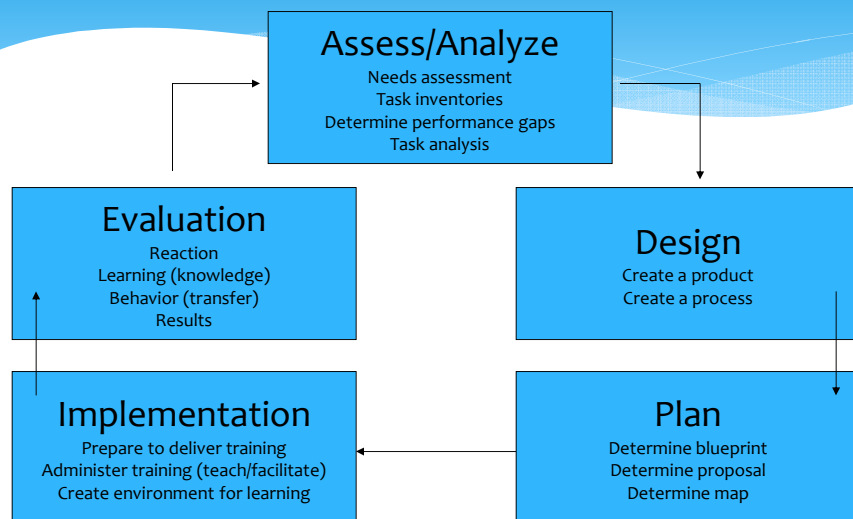 Assess/Analyze
Needs assessment
Task inventories
Determine performance gaps
Task analysis
Evaluation
Reaction
Learning (knowledge)
Behavior (transfer)
Results
Design
Create a product
Create a process
Implementation
Prepare to deliver training
Administer training (teach/facilitate)
Create environment for learning
Plan
Determine blueprint
Determine proposal
Determine map